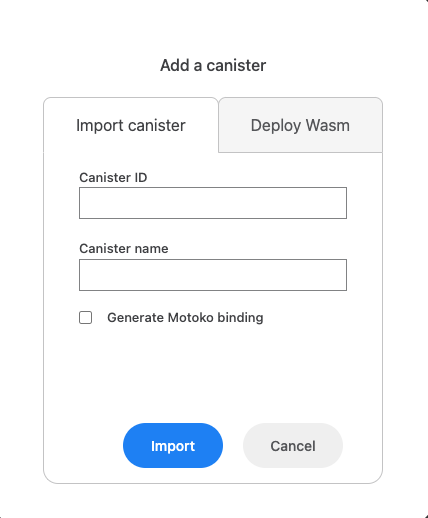 Add a canister
Import canister
Deploy Wasm
Canister ID
Canister name
Generate Motoko binding
Import
Cancel